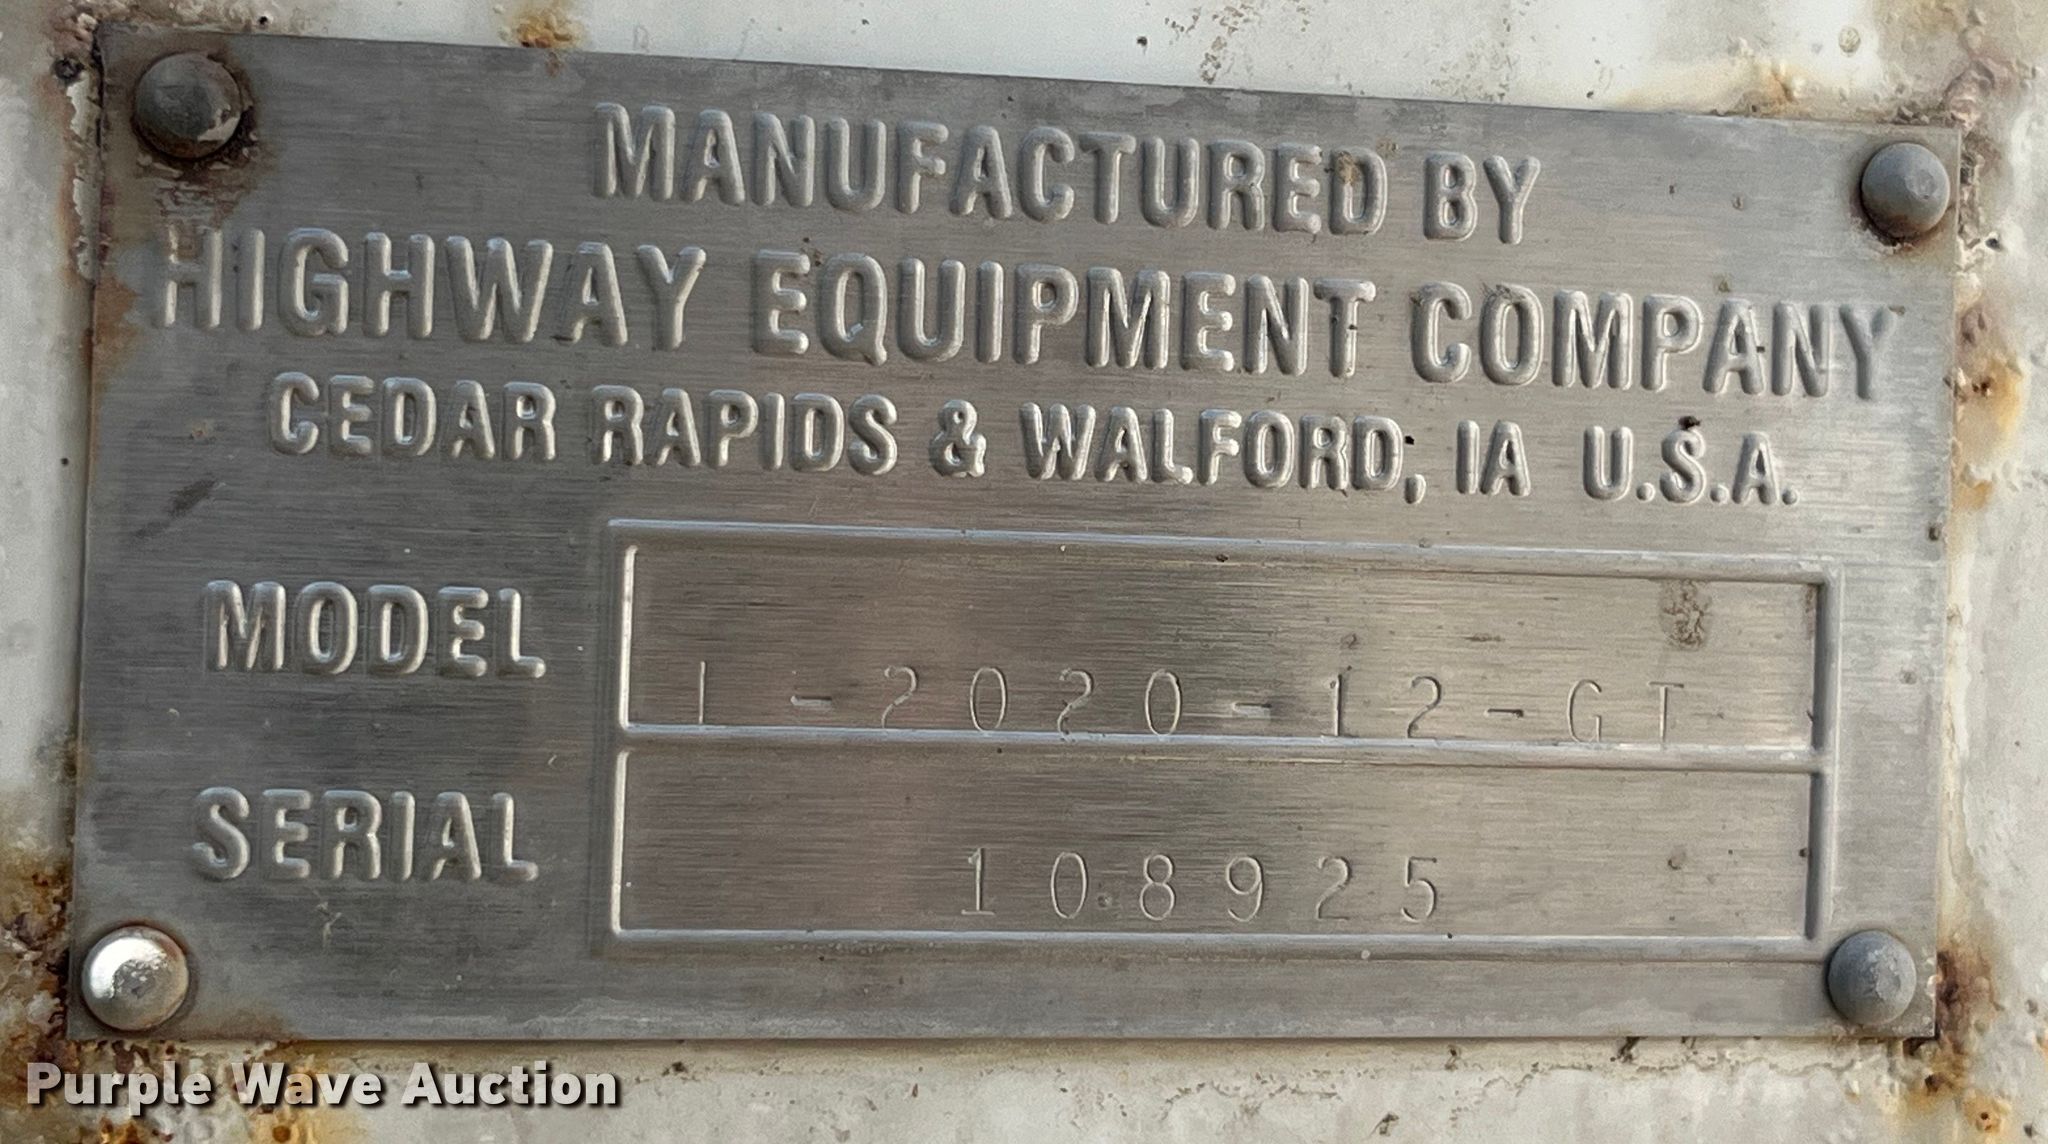 MANUFACTURED BY
HIGHWAY EQUIPMENT COMPANY
CEDAR RAPIDS & WALFORD, IA U.S.A.
MODEL L-2020-12-GT
SERIAL 108925
Purple Wave Auction